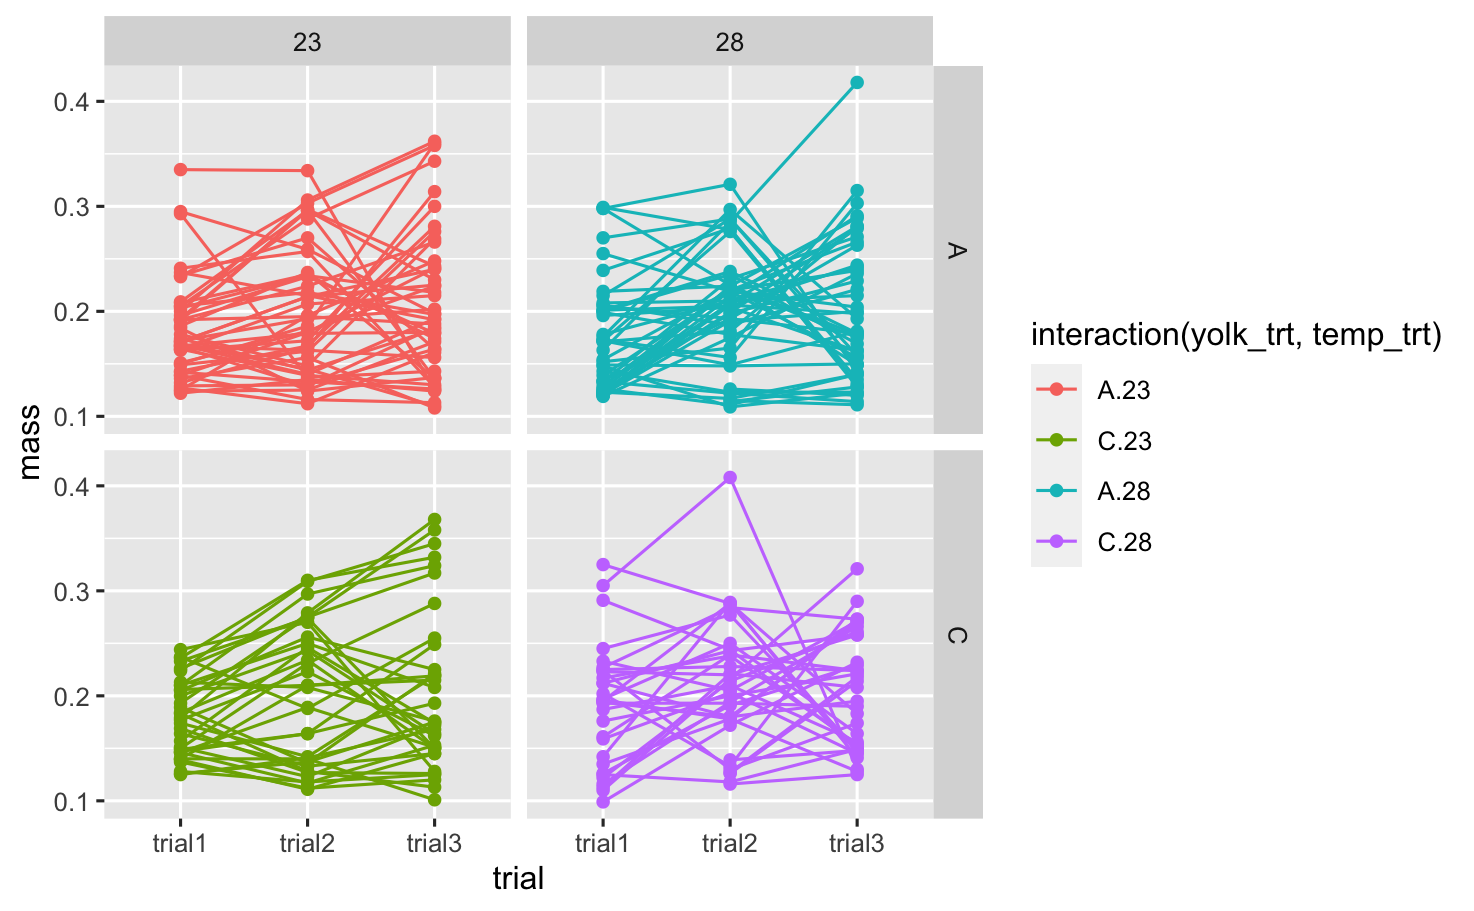 23
28
0.4
0.3
0.2
0.1
A
mass
0.4
0.3
0.2
0.1
C
trial1
trial2
trial3
trial1
trial2
trial3
trial
interaction(yolk_trt, temp_trt)
A.23
C.23
A.28
C.28